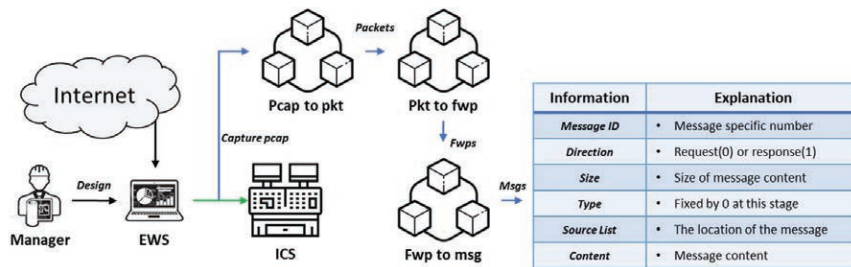 Internet
Manager
Design
EWS
Capture pcap
ICS
Pcap to pkt
Packets
Pkt to fwp
Fwps
Fwp to msg
Msgs
Information Explanation
Message ID • Message specific number
Direction • Request(0) or response(1)
Size • Size of message content
Type • Fixed by 0 at this stage
Source List • The location of the message
Content • Message content